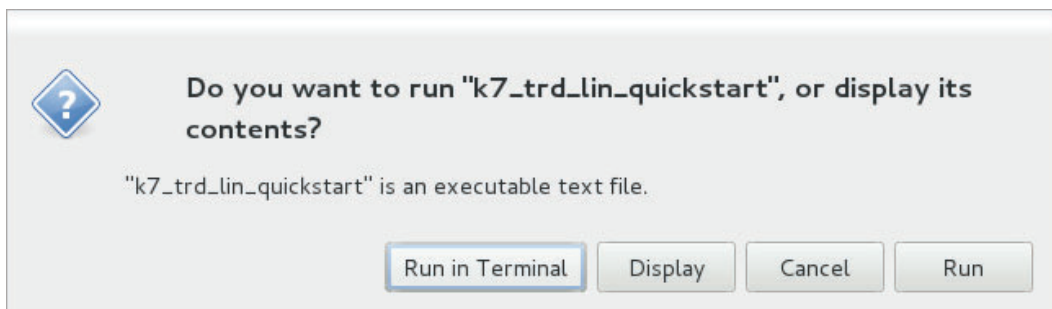 ?
Do you want to run "k7_trd_lin_quickstart", or display its
contents?
"k7_trd_lin_quickstart" is an executable text file.
Run in Terminal Display Cancel Run